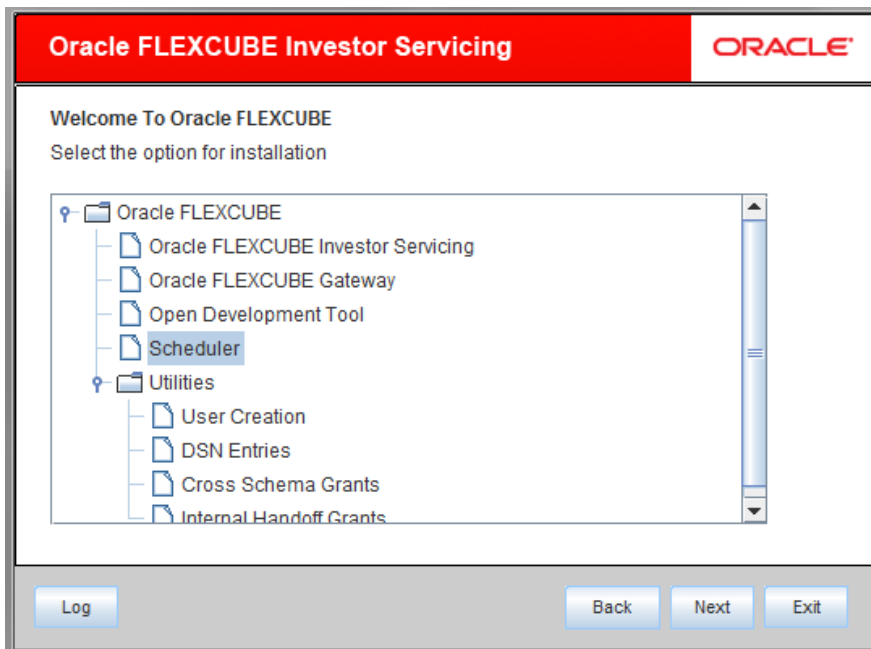 Oracle FLEXCUBE Investor Servicing
ORACLE
Welcome To Oracle FLEXCUBE
Select the option for installation
Oracle FLEXCUBE
Oracle FLEXCUBE Investor Servicing
Oracle FLEXCUBE Gateway
Open Development Tool
Scheduler
Utilities
User Creation
DSN Entries
Cross Schema Grants
Internal Handoff Grants
Log
Back
Next
Exit